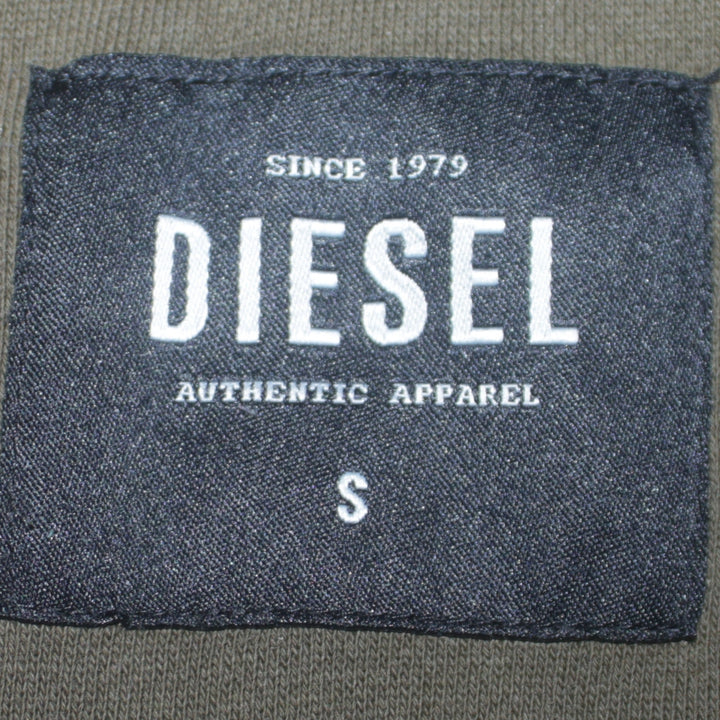 SINCE 1979
DIESEL
AUTHENTIC APPAREL
S